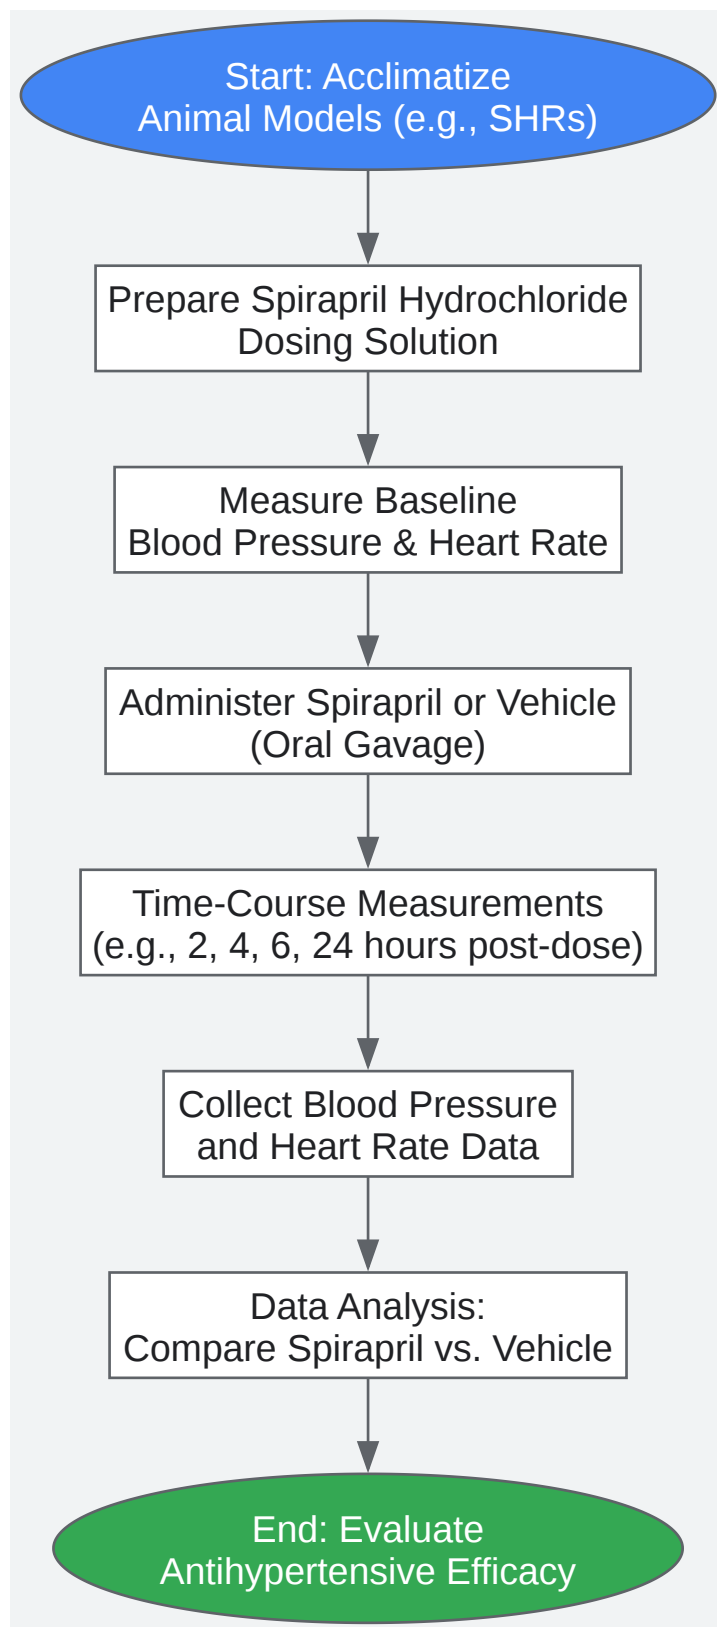 Start: Acclimatize
Animal Models (e.g., SHRs)
Prepare Spirapril Hydrochloride
Dosing Solution
Measure Baseline
Blood Pressure & Heart Rate
Administer Spirapril or Vehicle
(Oral Gavage)
Time-Course Measurements
(e.g., 2, 4, 6, 24 hours post-dose)
Collect Blood Pressure
and Heart Rate Data
Data Analysis:
Compare Spirapril vs. Vehicle
End: Evaluate
Antihypertensive Efficacy